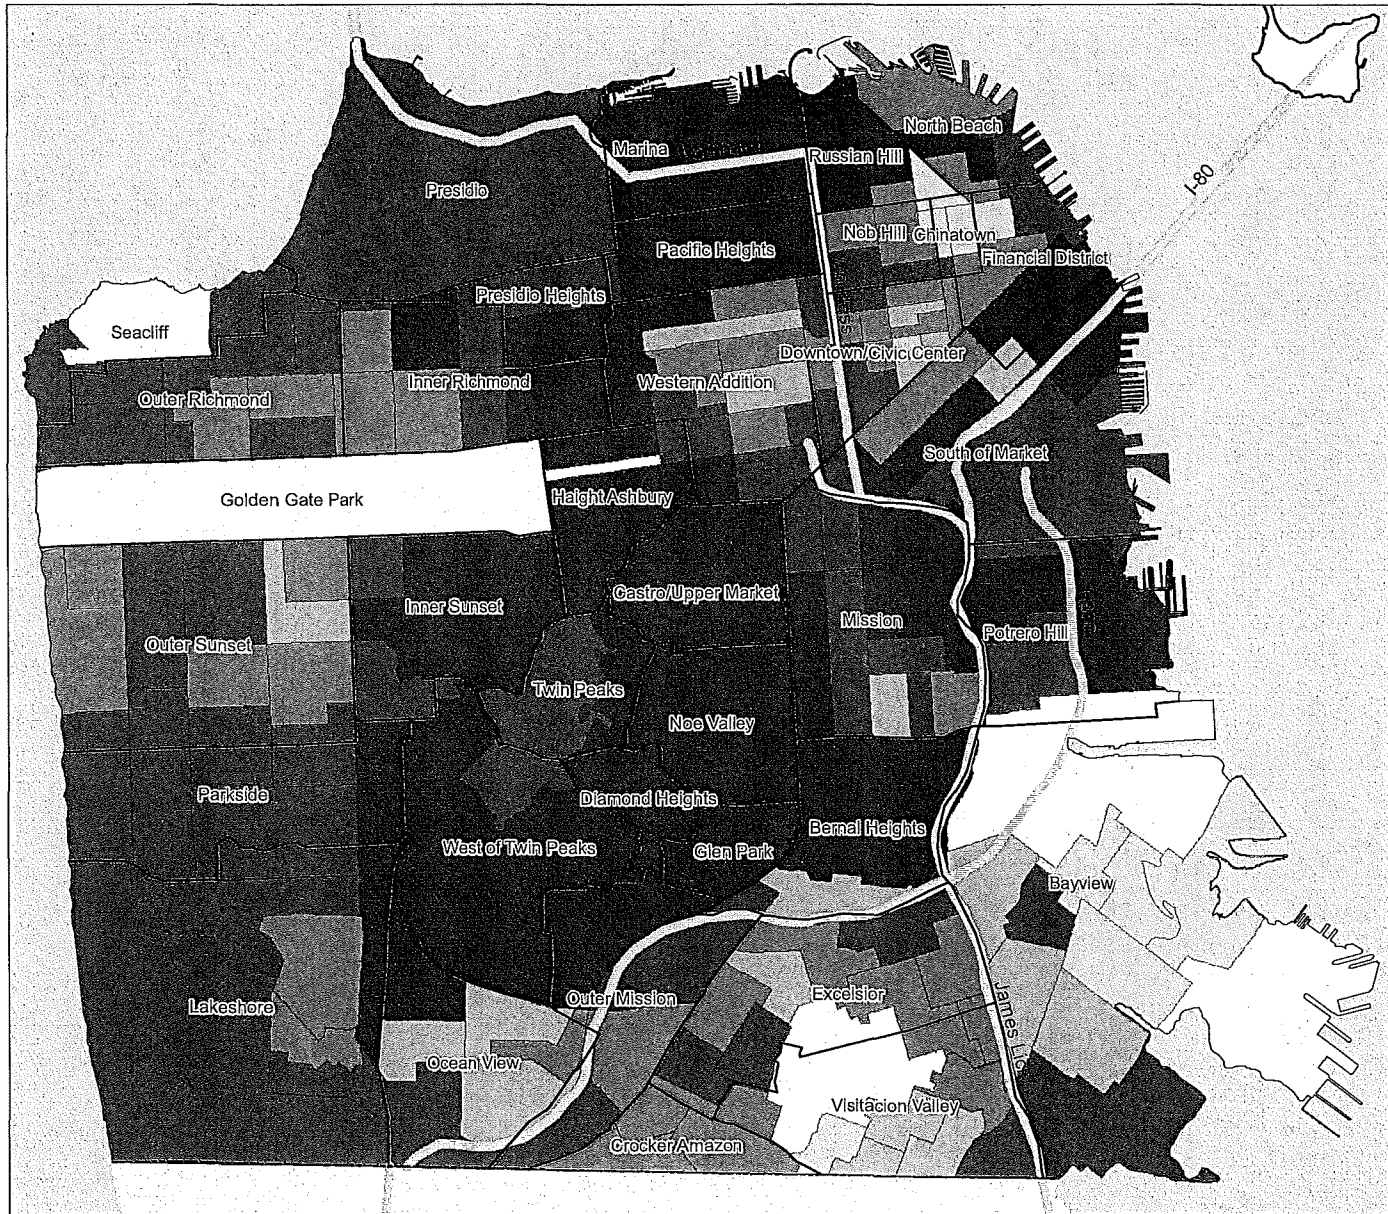 North Beach
Marina
Russian Hill
I-80
Presidio
Nob Hill
Chinatown
Pacific Heights
Financial District
Presidio Heights
Seacliff
Downtown/Civic Center
Inner Richmond
Western Addition
Outer Richmond
South of Market
Golden Gate Park
Haight Ashbury
Castro/Upper Market
Inner Sunset
Mission
Potrero Hill
Outer Sunset
Twin Peaks
Noe Valley
Parkside
Diamond Heights
Bernal Heights
West of Twin Peaks
Glen Park
Bayview
Excelsior
Outer Mission
Lakeshore
James Lic
Ocean View
Visitacion Valley
Crocker Amazon